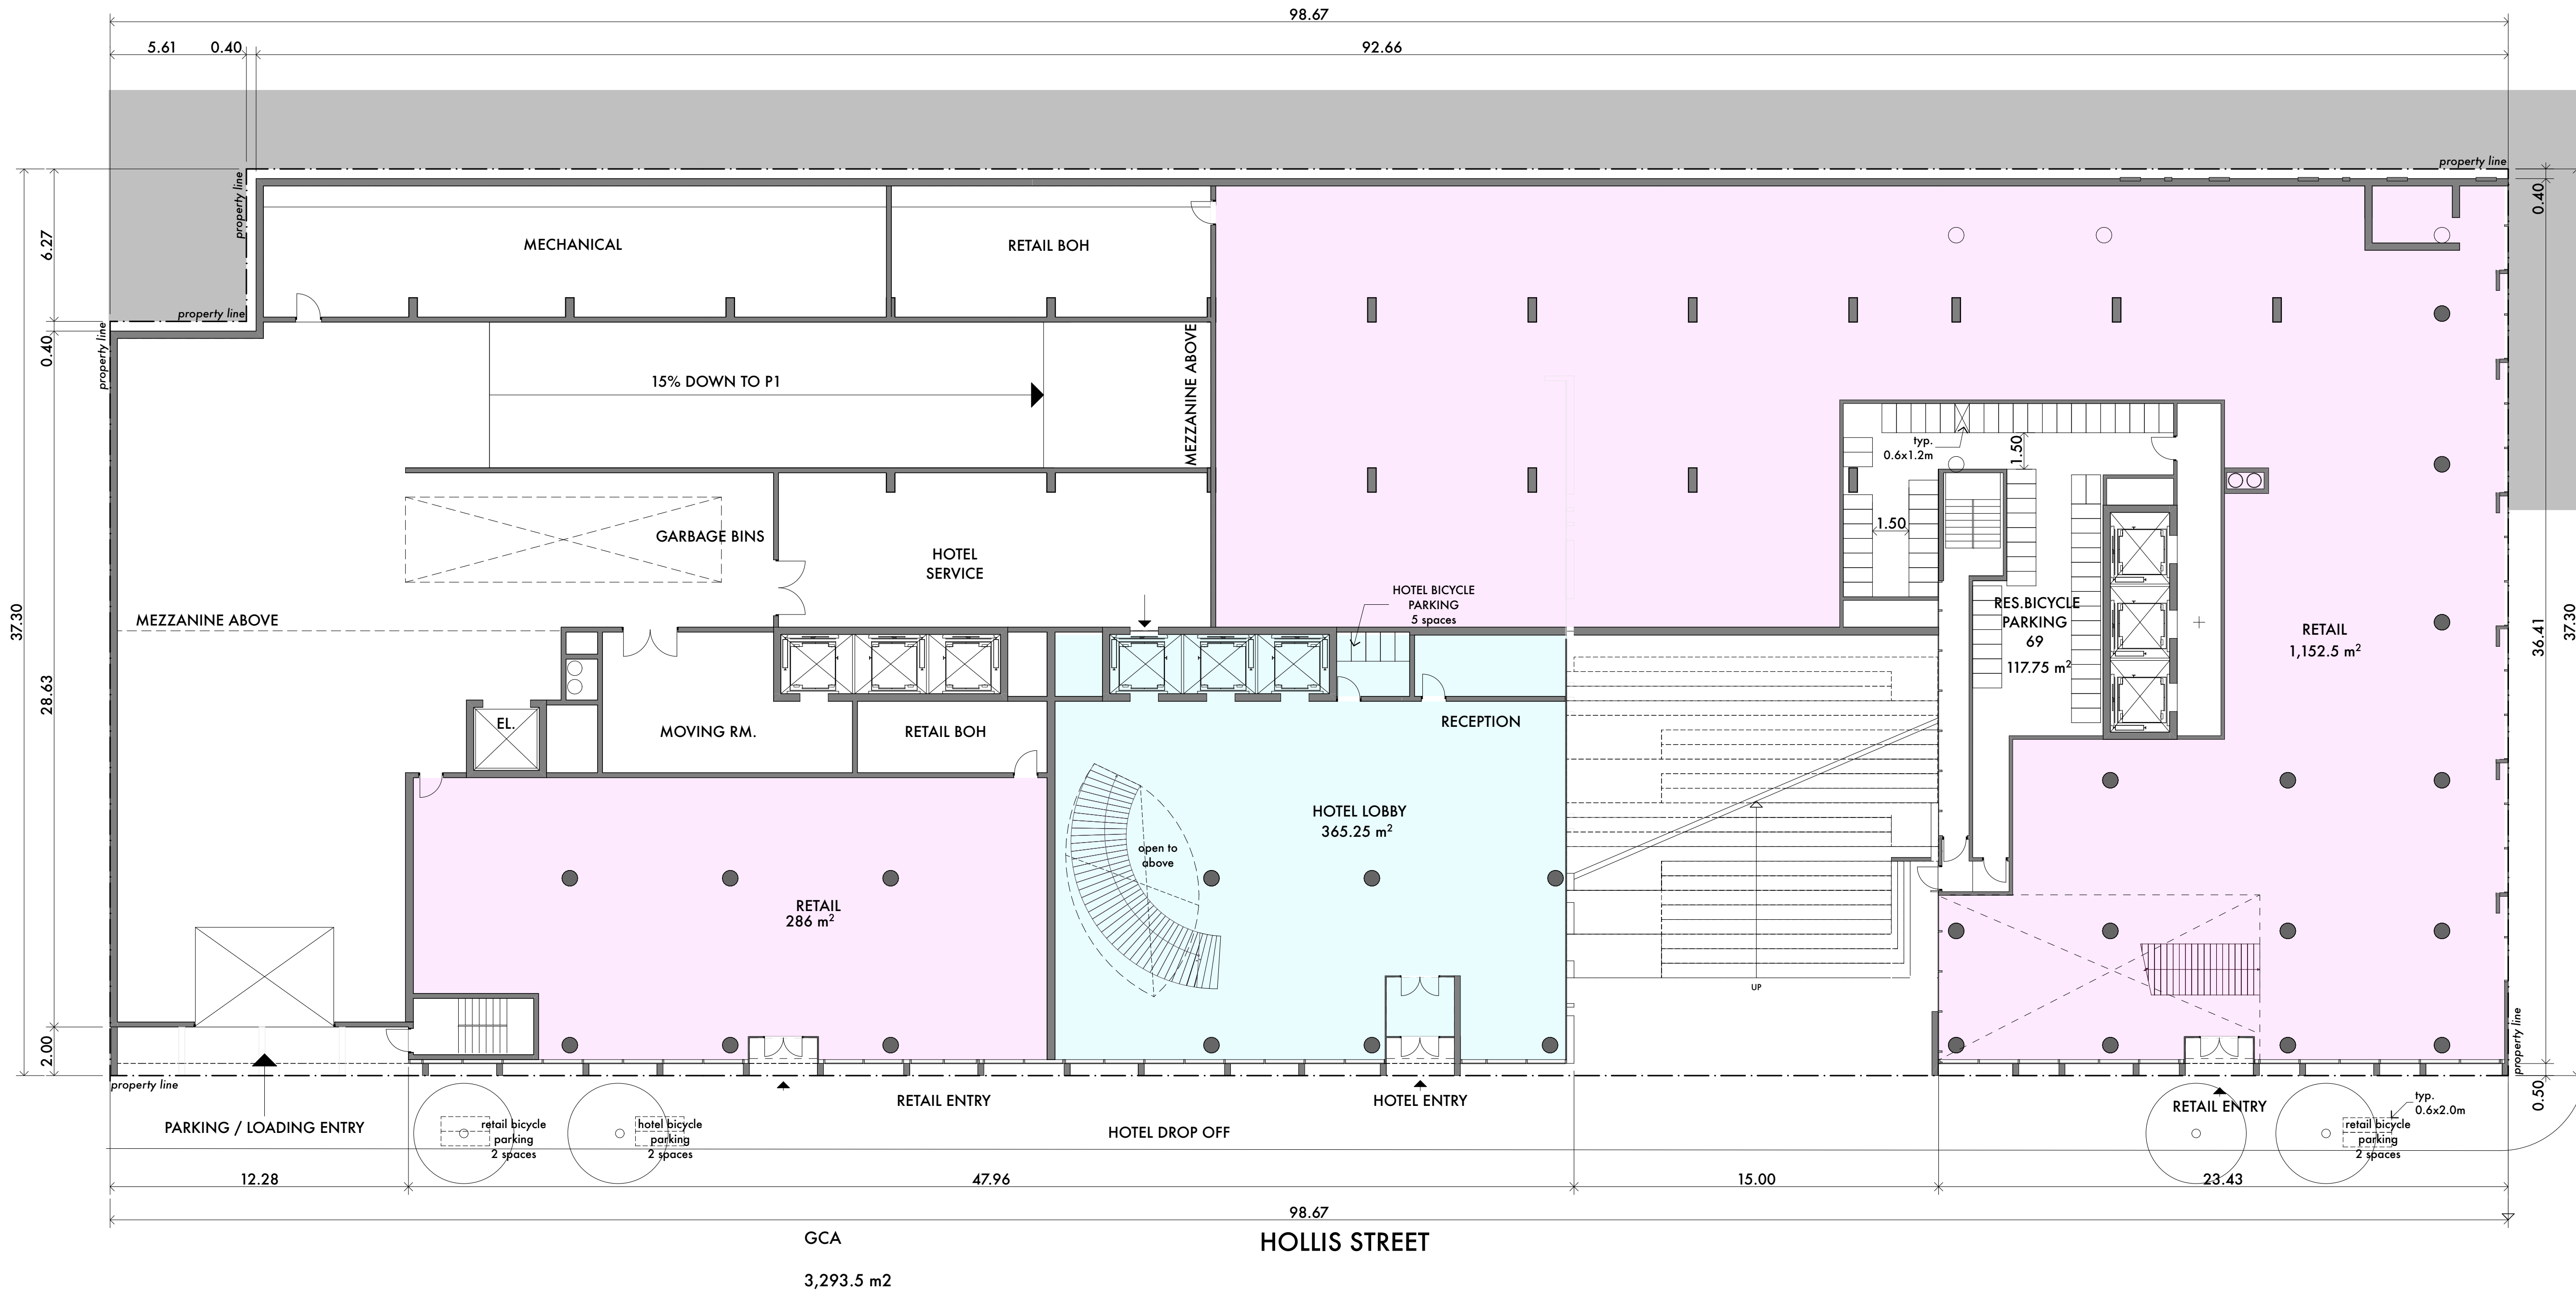 98.67
5.61 0.40 92.66
property line
property line
property line
property line
6.27
0.40
37.30
28.63
2.00
0.40
36.41
37.30
0.50
MECHANICAL
RETAIL BOH
15% DOWN TO P1
MEZZANINE ABOVE
typ.
0.6x1.2m
1.50
1.50
GARBAGE BINS
HOTEL
SERVICE
HOTEL BICYCLE
PARKING
5 spaces
MEZZANINE ABOVE
RES.BICYCLE
PARKING
69
117.75 m²
RETAIL
1,152.5 m²
EL.
MOVING RM.
RETAIL BOH
RECEPTION
HOTEL LOBBY
365.25 m²
open to
above
RETAIL
286 m²
UP
property line
property line
PARKING / LOADING ENTRY
retail bicycle
parking
2 spaces
hotel bicycle
parking
2 spaces
RETAIL ENTRY
HOTEL DROP OFF
HOTEL ENTRY
RETAIL ENTRY
typ.
0.6x2.0m
retail bicycle
parking
2 spaces
12.28 47.96 15.00 23.43
98.67
GCA
HOLLIS STREET
3,293.5 m2